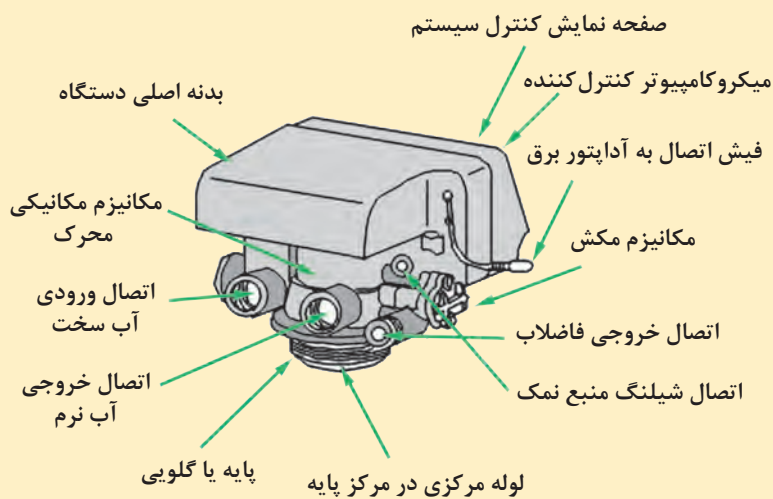 صفحه نمایش کنترل سیستم
میکروکامپیوتر کنترل‌کننده
بدنه اصلی دستگاه
فیش اتصال به آداپتور برق
مکانیزم مکانیکی
محرک
مکانیزم مکش
اتصال ورودی
آب سخت
اتصال خروجی فاضلاب
اتصال خروجی
آب نرم
اتصال شیلنگ منبع نمک
پایه یا گلویی
لوله مرکزی در مرکز پایه